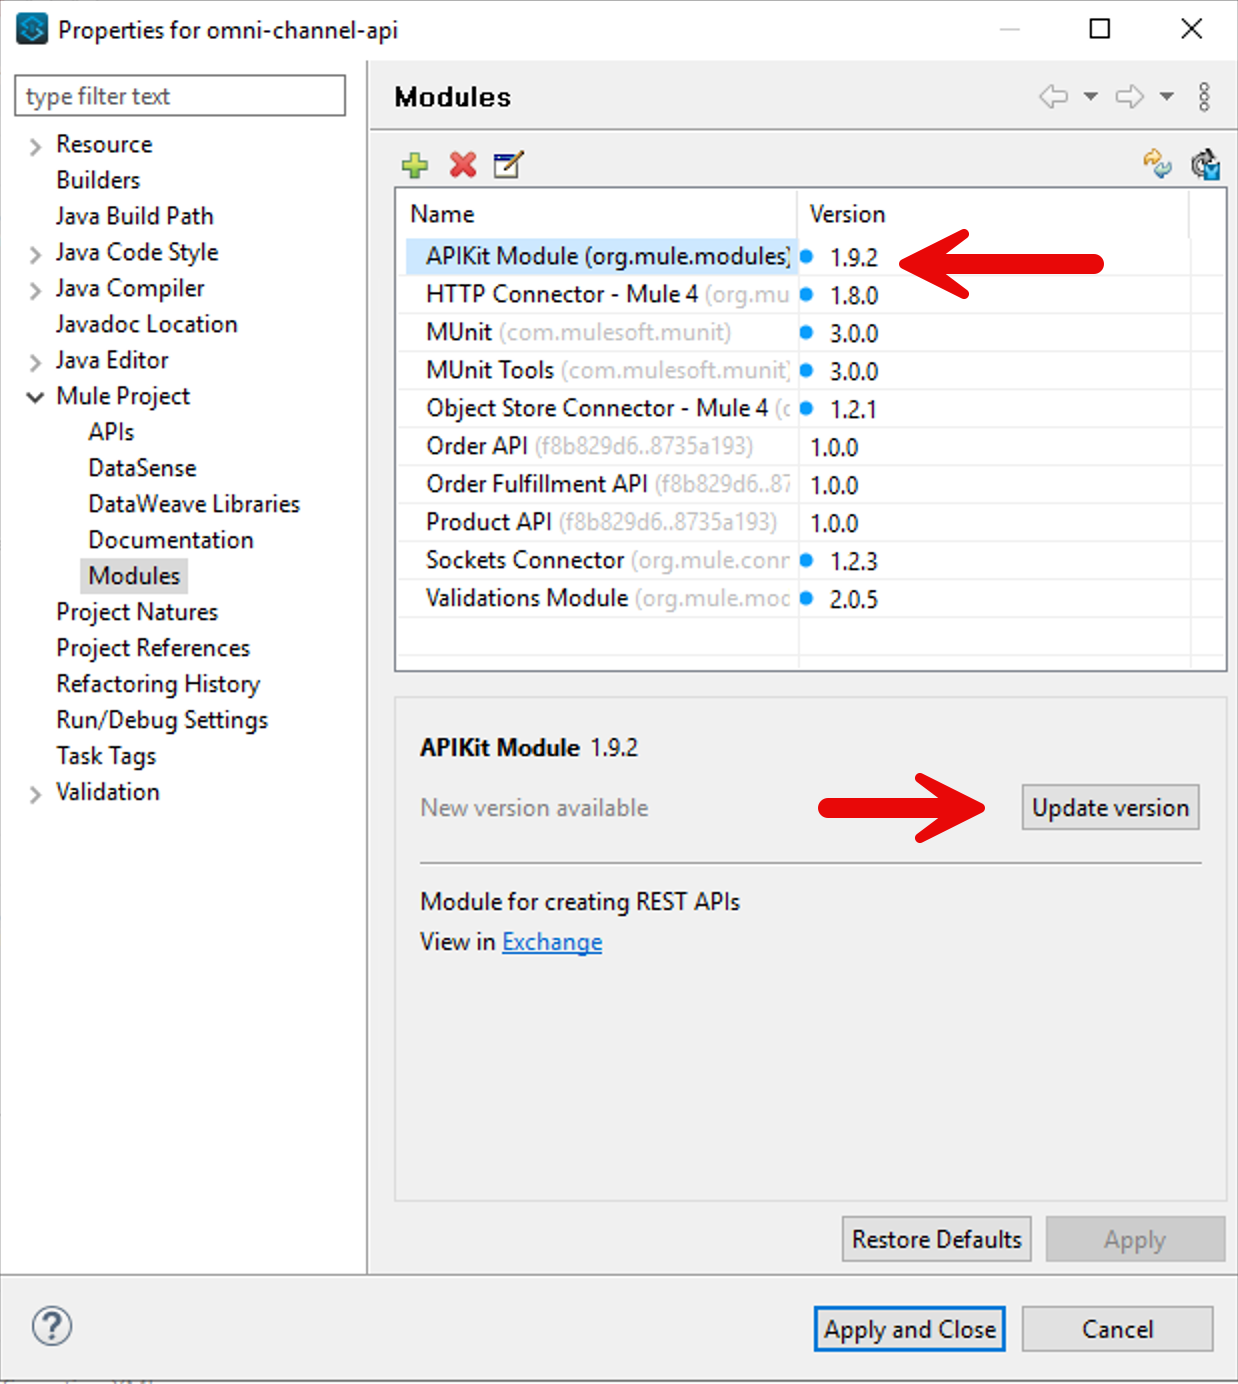 Properties for omni-channel-api
type filter text
Resource
Builders
Java Build Path
Java Code Style
Java Compiler
Javadoc Location
Java Editor
Mule Project
APIs
DataSense
DataWeave Libraries
Documentation
Modules
Project Natures
Project References
Refactoring History
Run/Debug Settings
Task Tags
Validation
Modules
Name Version
APIKit Module (org.mule.modules) 1.9.2
HTTP Connector - Mule 4 (org.mu 1.8.0
MUnit (com.mulesoft.munit) 3.0.0
MUnit Tools (com.mulesoft.munit) 3.0.0
Object Store Connector - Mule 4 (c 1.2.1
Order API (f8b829d6..8735a193) 1.0.0
Order Fulfillment API (f8b829d6..87 1.0.0
Product API (f8b829d6..8735a193) 1.0.0
Sockets Connector (org.mule.conr 1.2.3
Validations Module (org.mule.moc 2.0.5
APIKit Module 1.9.2
New version available Update version
Module for creating REST APIs
View in Exchange
Restore Defaults Apply
? Apply and Close Cancel